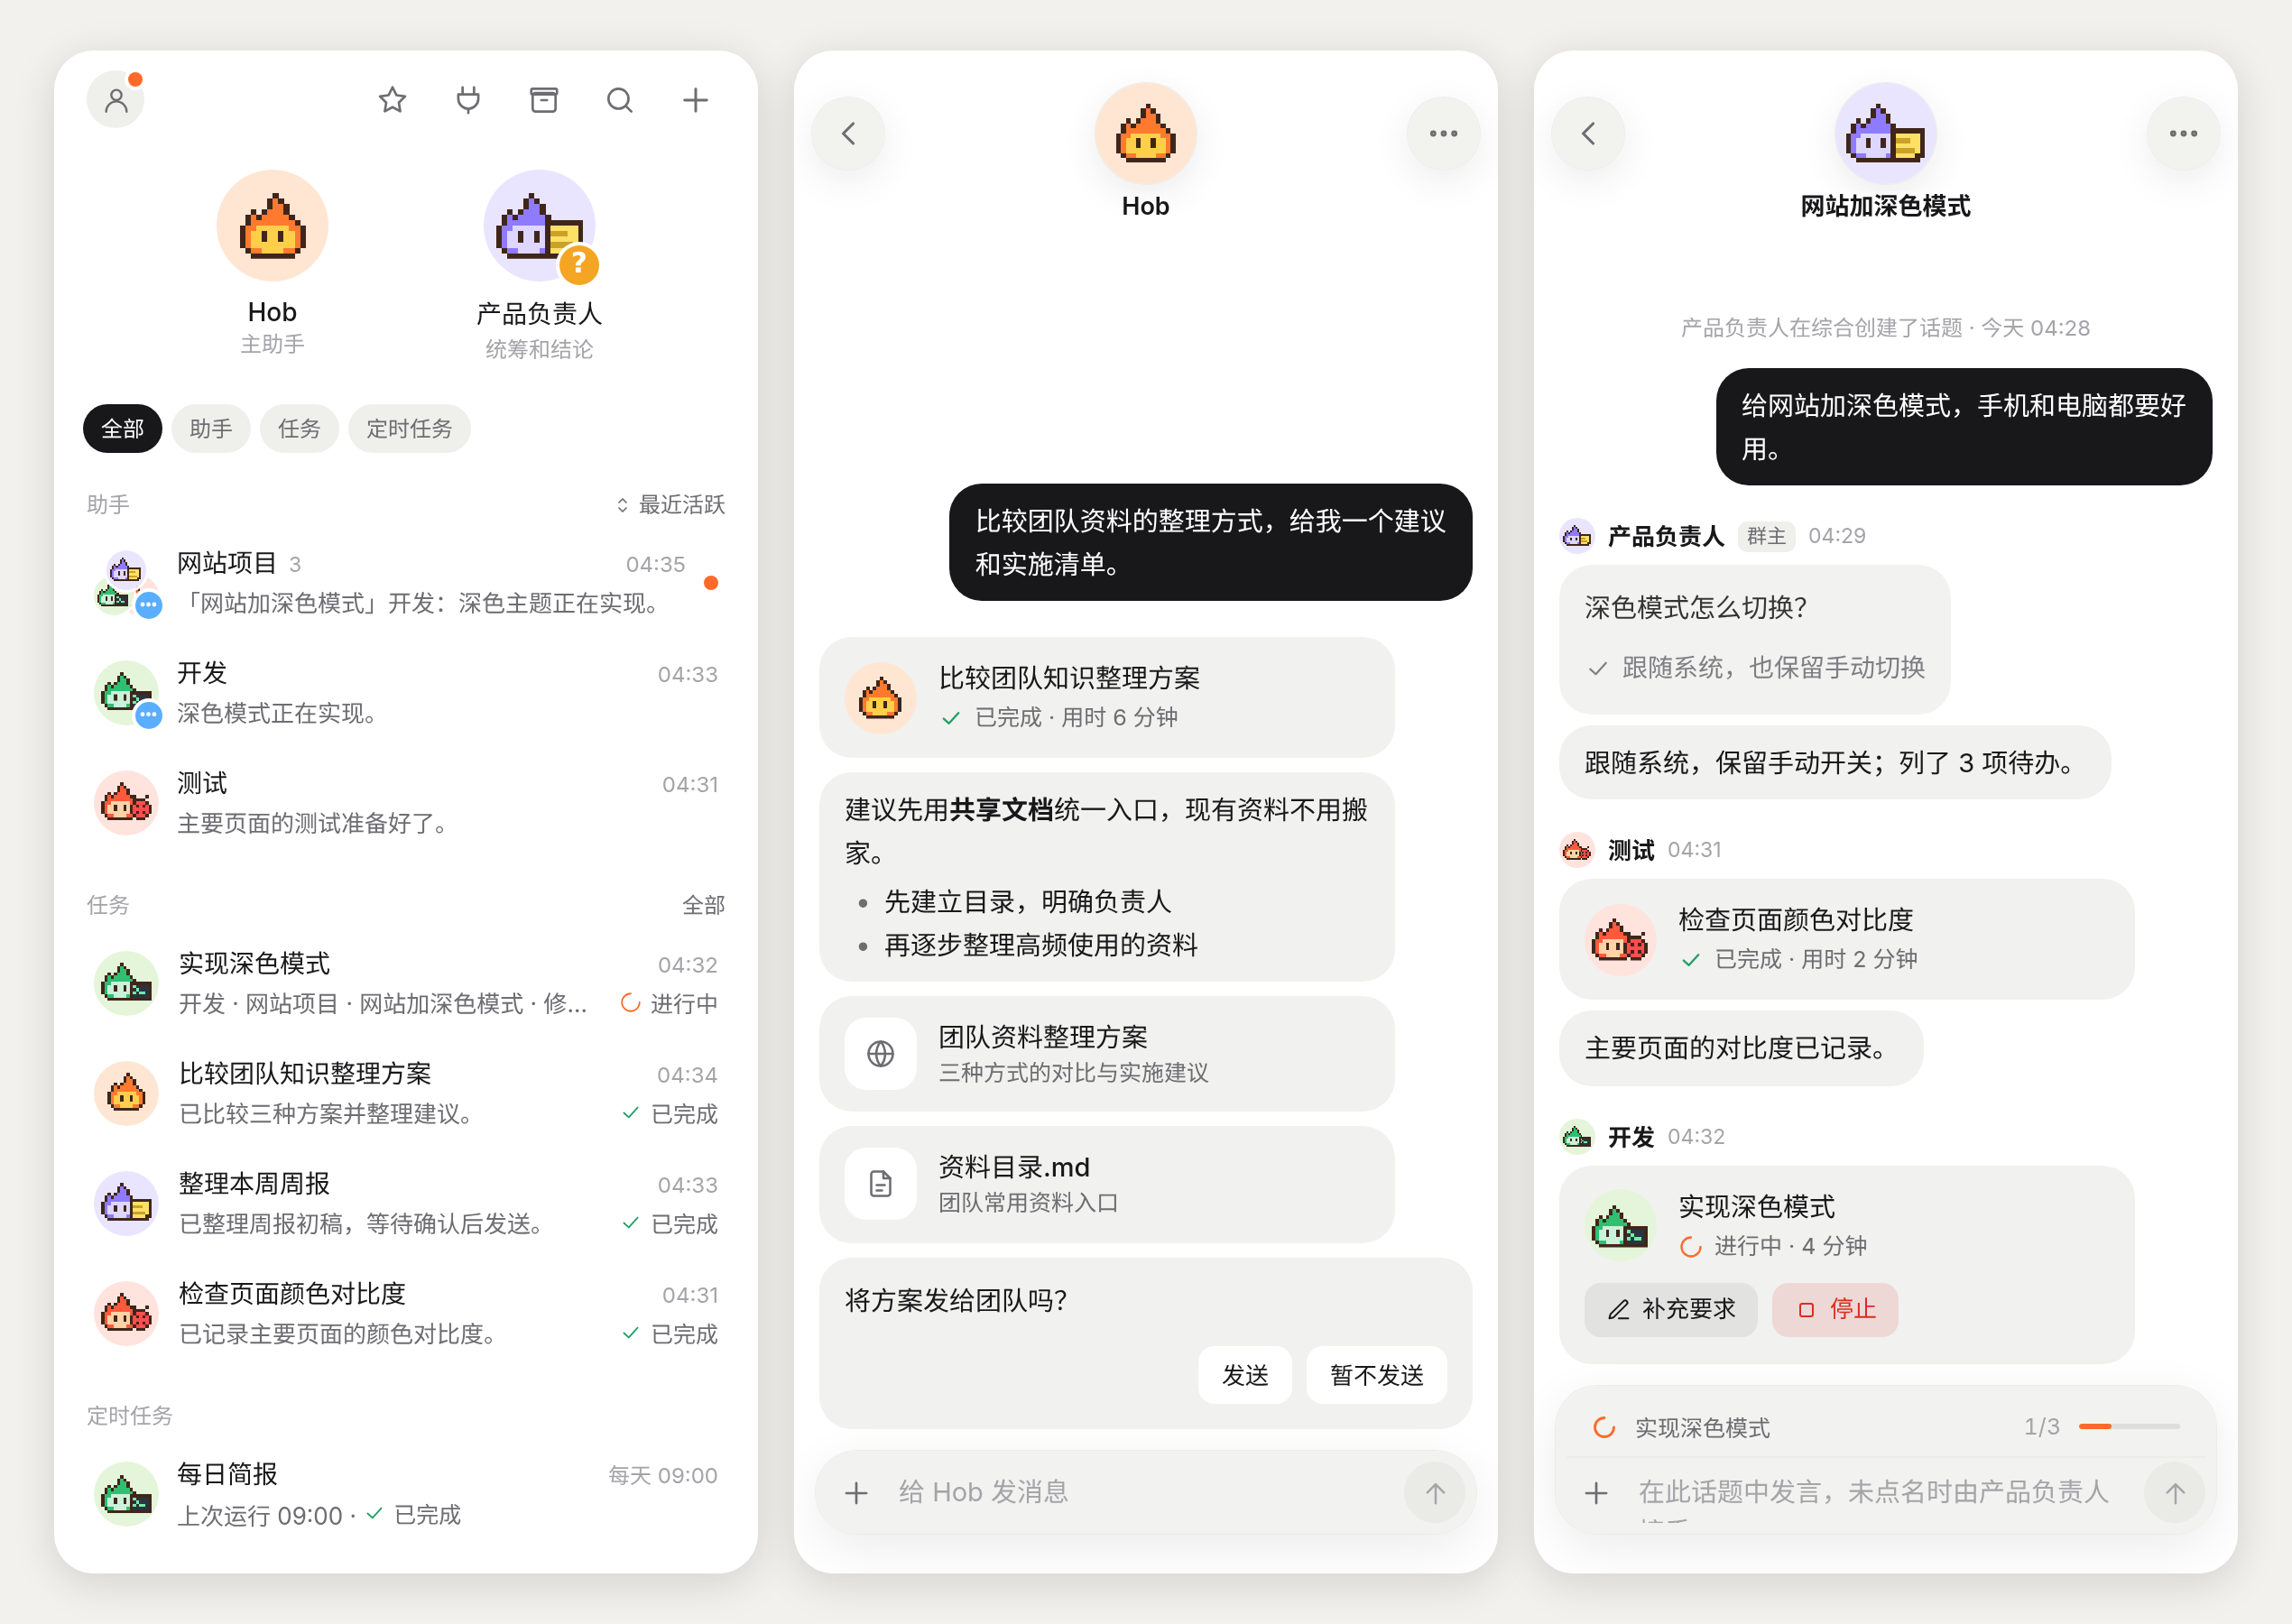 Hob
主助手
产品负责人
统筹和结论
?
全部
助手
任务
定时任务
助手
最近活跃
网站项目 3
04:35
「网站加深色模式」开发：深色主题正在实现。
开发
04:33
深色模式正在实现。
测试
04:31
主要页面的测试准备好了。
任务
全部
实现深色模式
04:32
开发 · 网站项目 · 网站加深色模式 · 修...
进行中
比较团队知识整理方案
04:34
已比较三种方案并整理建议。
已完成
整理本周周报
04:33
已整理周报初稿，等待确认后发送。
已完成
检查页面颜色对比度
04:31
已记录主要页面的颜色对比度。
已完成
定时任务
每日简报
每天 09:00
上次运行 09:00 · 已完成
Hob
比较团队资料的整理方式，给我一个建议
和实施清单。
比较团队知识整理方案
已完成 · 用时 6 分钟
建议先用共享文档统一入口，现有资料不用搬
家。
• 先建立目录，明确负责人
• 再逐步整理高频使用的资料
团队资料整理方案
三种方式的对比与实施建议
资料目录.md
团队常用资料入口
将方案发给团队吗？
发送
暂不发送
给 Hob 发消息
网站加深色模式
产品负责人在综合创建了话题 · 今天 04:28
给网站加深色模式，手机和电脑都要好
用。
产品负责人 群主 04:29
深色模式怎么切换？
跟随系统，也保留手动切换
跟随系统，保留手动开关；列了 3 项待办。
测试 04:31
检查页面颜色对比度
已完成 · 用时 2 分钟
主要页面的对比度已记录。
开发 04:32
实现深色模式
进行中 · 4 分钟
补充要求
停止
实现深色模式
1/3
在此话题中发言，未点名时由产品负责人